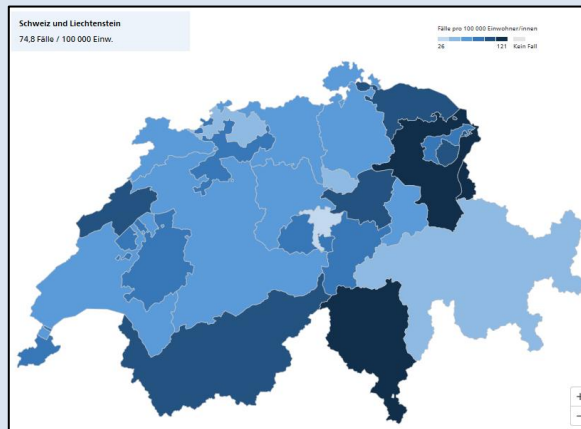 Schweiz und Liechtenstein
74,8 Fälle / 100 000 Einw.
Fälle pro 100 000 Einwohner/innen
26 121 Kein Fall
+
−